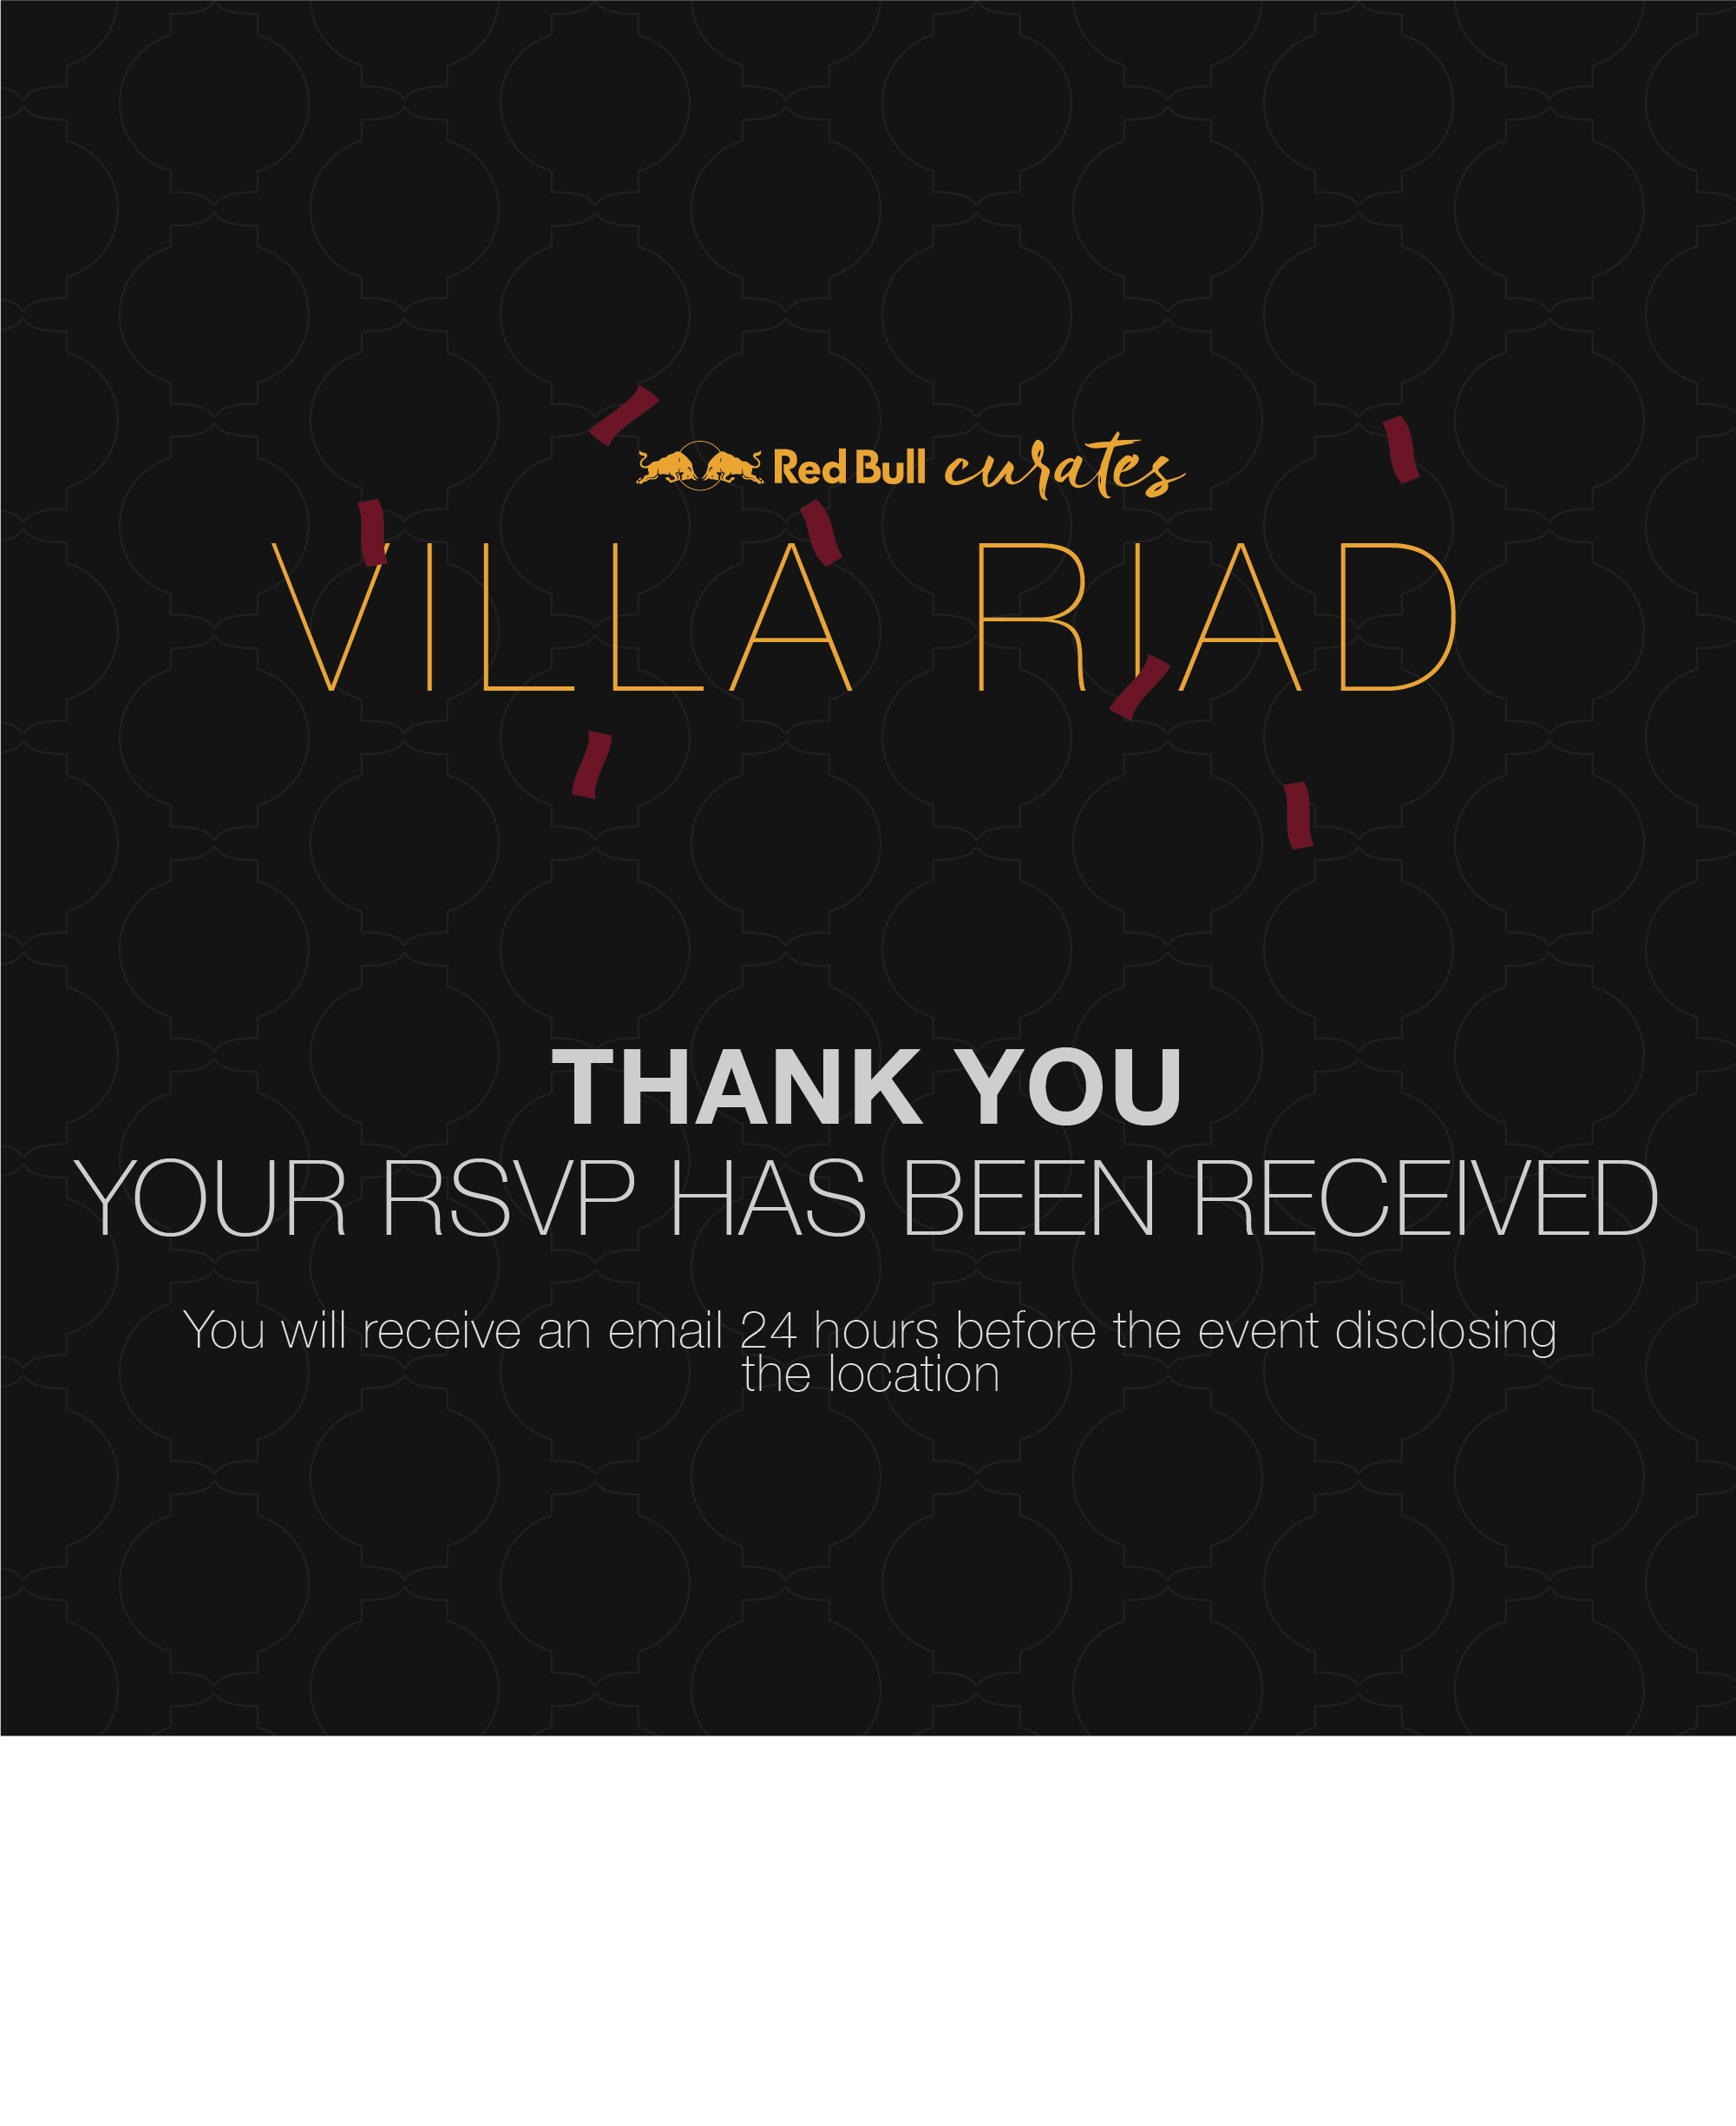 Red Bull curates
VILLA RIAD
THANK YOU
YOUR RSVP HAS BEEN RECEIVED
You will receive an email 24 hours before the event disclosing
the location